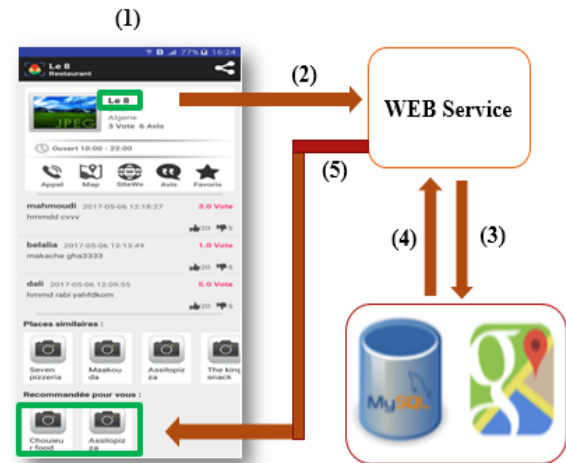 (1)
77% 16:24
Le 8
Restaurant
Le 8
JPEG
Algerie
3 Vote 6 Avis
Ouvert 10:00 - 22:00
Appel Map SiteWe Avis Favoris
mahmoudi 2017-05-06 12:18:27 3.0 Vote
hmmdd cvvv
20 5
belalia 2017-05-06 12:13:49 1.0 Vote
makache gha3333
20 5
dali 2017-05-06 12:09:55 5.0 Vote
hmmd rabi yahfdkom
20 5
Places similaires :
Seven
pizzeria
Maakou
da
Assilopiz
za
The king
snack
Recommandée pour vous :
Chouieu
r food
Assilopiz
za
(2)
WEB Service
(5)
(4)
(3)
MySQL
g